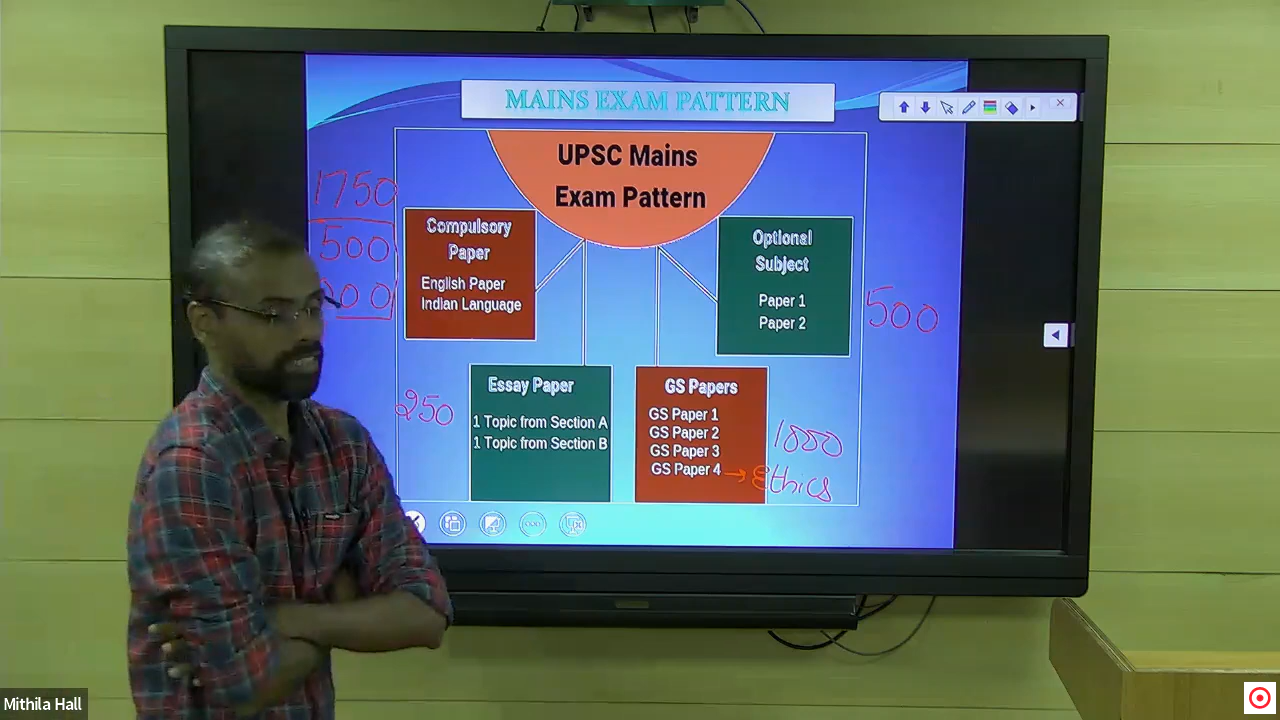 MAINS EXAM PATTERN
UPSC Mains
Exam Pattern
1750
500
Compulsory
Paper
English Paper
Indian Language
Optional
Subject
Paper 1
Paper 2
500
250
Essay Paper
1 Topic from Section A
1 Topic from Section B
GS Papers
GS Paper 1
GS Paper 2
GS Paper 3
GS Paper 4 → Ethics
1000
Mithila Hall